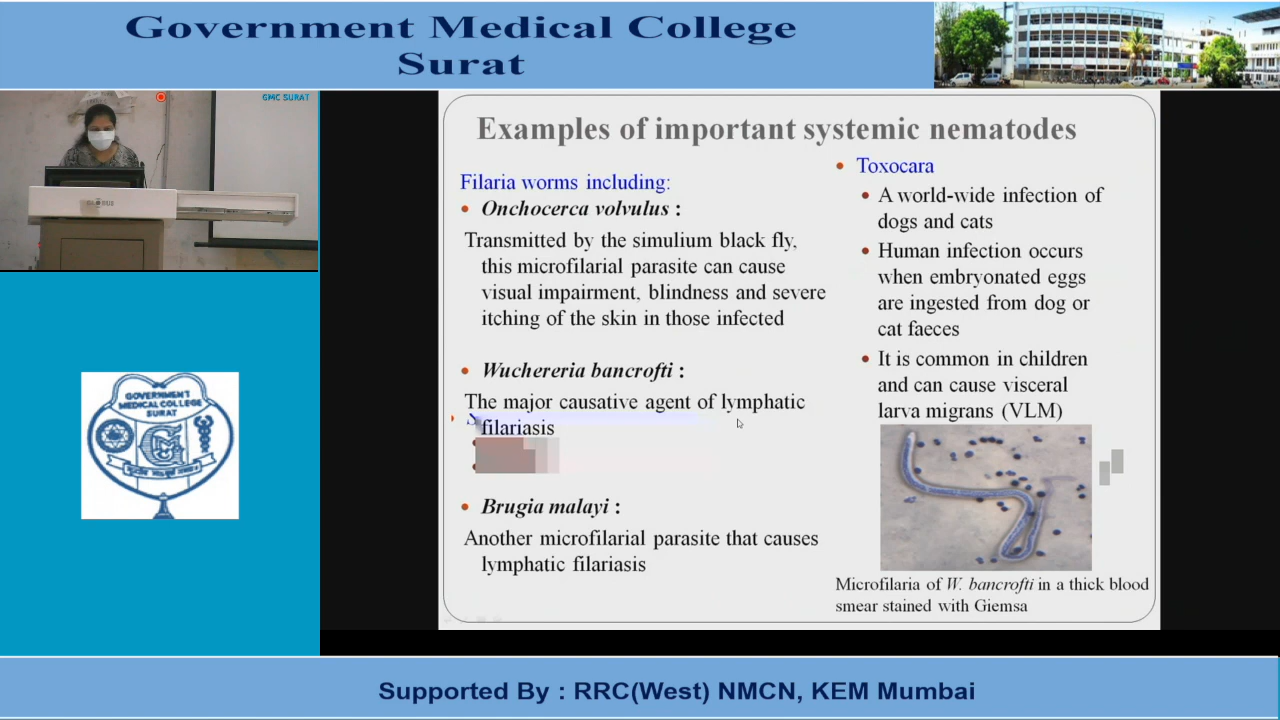 Government Medical College
Surat
GMC SURAT
Examples of important systemic nematodes
Filaria worms including:
• Onchocerca volvulus :
Transmitted by the simulium black fly,
this microfilarial parasite can cause
visual impairment, blindness and severe
itching of the skin in those infected
• Wuchereria bancrofti :
The major causative agent of lymphatic
filariasis
• Brugia malayi :
Another microfilarial parasite that causes
lymphatic filariasis
• Toxocara
• A world-wide infection of
dogs and cats
• Human infection occurs
when embryonated eggs
are ingested from dog or
cat faeces
• It is common in children
and can cause visceral
larva migrans (VLM)
Microfilaria of W. bancrofti in a thick blood
smear stained with Giemsa
GOVERNMENT
MEDICAL COLLEGE
SURAT
Supported By : RRC(West) NMCN, KEM Mumbai